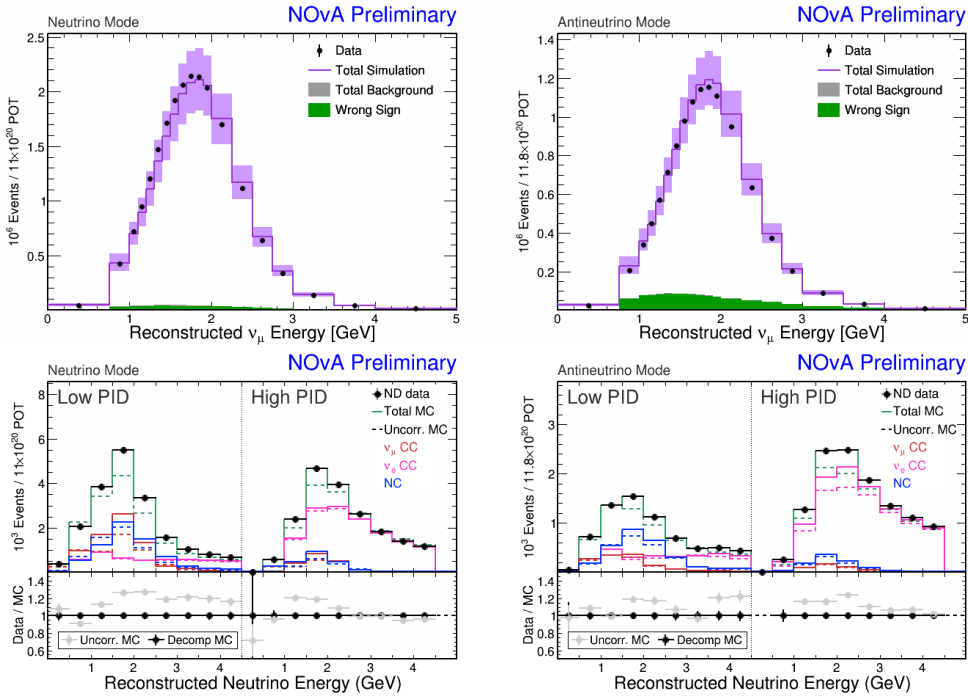 Neutrino Mode
NOvA Preliminary
10⁶ Events / 11×10²⁰ POT
2.5
2
1.5
1
0.5
Data
Total Simulation
Total Background
Wrong Sign
0 1 2 3 4 5
Reconstructed νμ Energy [GeV]
Antineutrino Mode
NOvA Preliminary
10⁶ Events / 11.8×10²⁰ POT
1.4
1.2
1.0
0.8
0.6
0.4
0.2
Data
Total Simulation
Total Background
Wrong Sign
0 1 2 3 4 5
Reconstructed νμ Energy [GeV]
Neutrino Mode
NOvA Preliminary
10³ Events / 11×10²⁰ POT
8
6
4
2
Low PID
High PID
ND data
Total MC
Uncorr. MC
νμ CC
νe CC
NC
Data / MC
1.4
1.2
1
0.8
0.6
Uncorr. MC
Decomp MC
1 2 3 4 1 2 3 4
Reconstructed Neutrino Energy (GeV)
Antineutrino Mode
NOvA Preliminary
10³ Events / 11.8×10²⁰ POT
3
2
1
Low PID
High PID
ND data
Total MC
Uncorr. MC
νμ CC
νe CC
NC
Data / MC
1.4
1.2
1
0.8
0.6
Uncorr. MC
Decomp MC
1 2 3 4 1 2 3 4
Reconstructed Neutrino Energy (GeV)